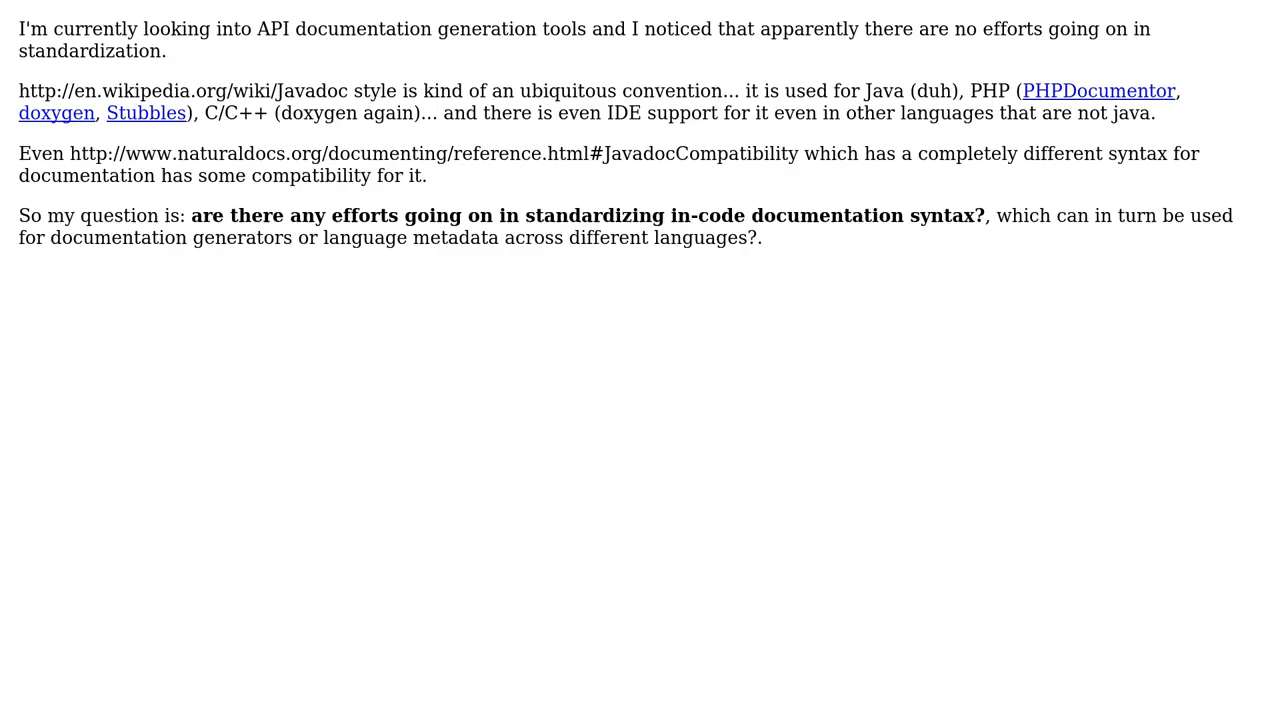 I'm currently looking into API documentation generation tools and I noticed that apparently there are no efforts going on in
standardization.
http://en.wikipedia.org/wiki/Javadoc style is kind of an ubiquitous convention... it is used for Java (duh), PHP (PHPDocumentor,
doxygen, Stubbles), C/C++ (doxygen again)... and there is even IDE support for it even in other languages that are not java.
Even http://www.naturaldocs.org/documenting/reference.html#JavadocCompatibility which has a completely different syntax for
documentation has some compatibility for it.
So my question is: are there any efforts going on in standardizing in-code documentation syntax?, which can in turn be used
for documentation generators or language metadata across different languages?.